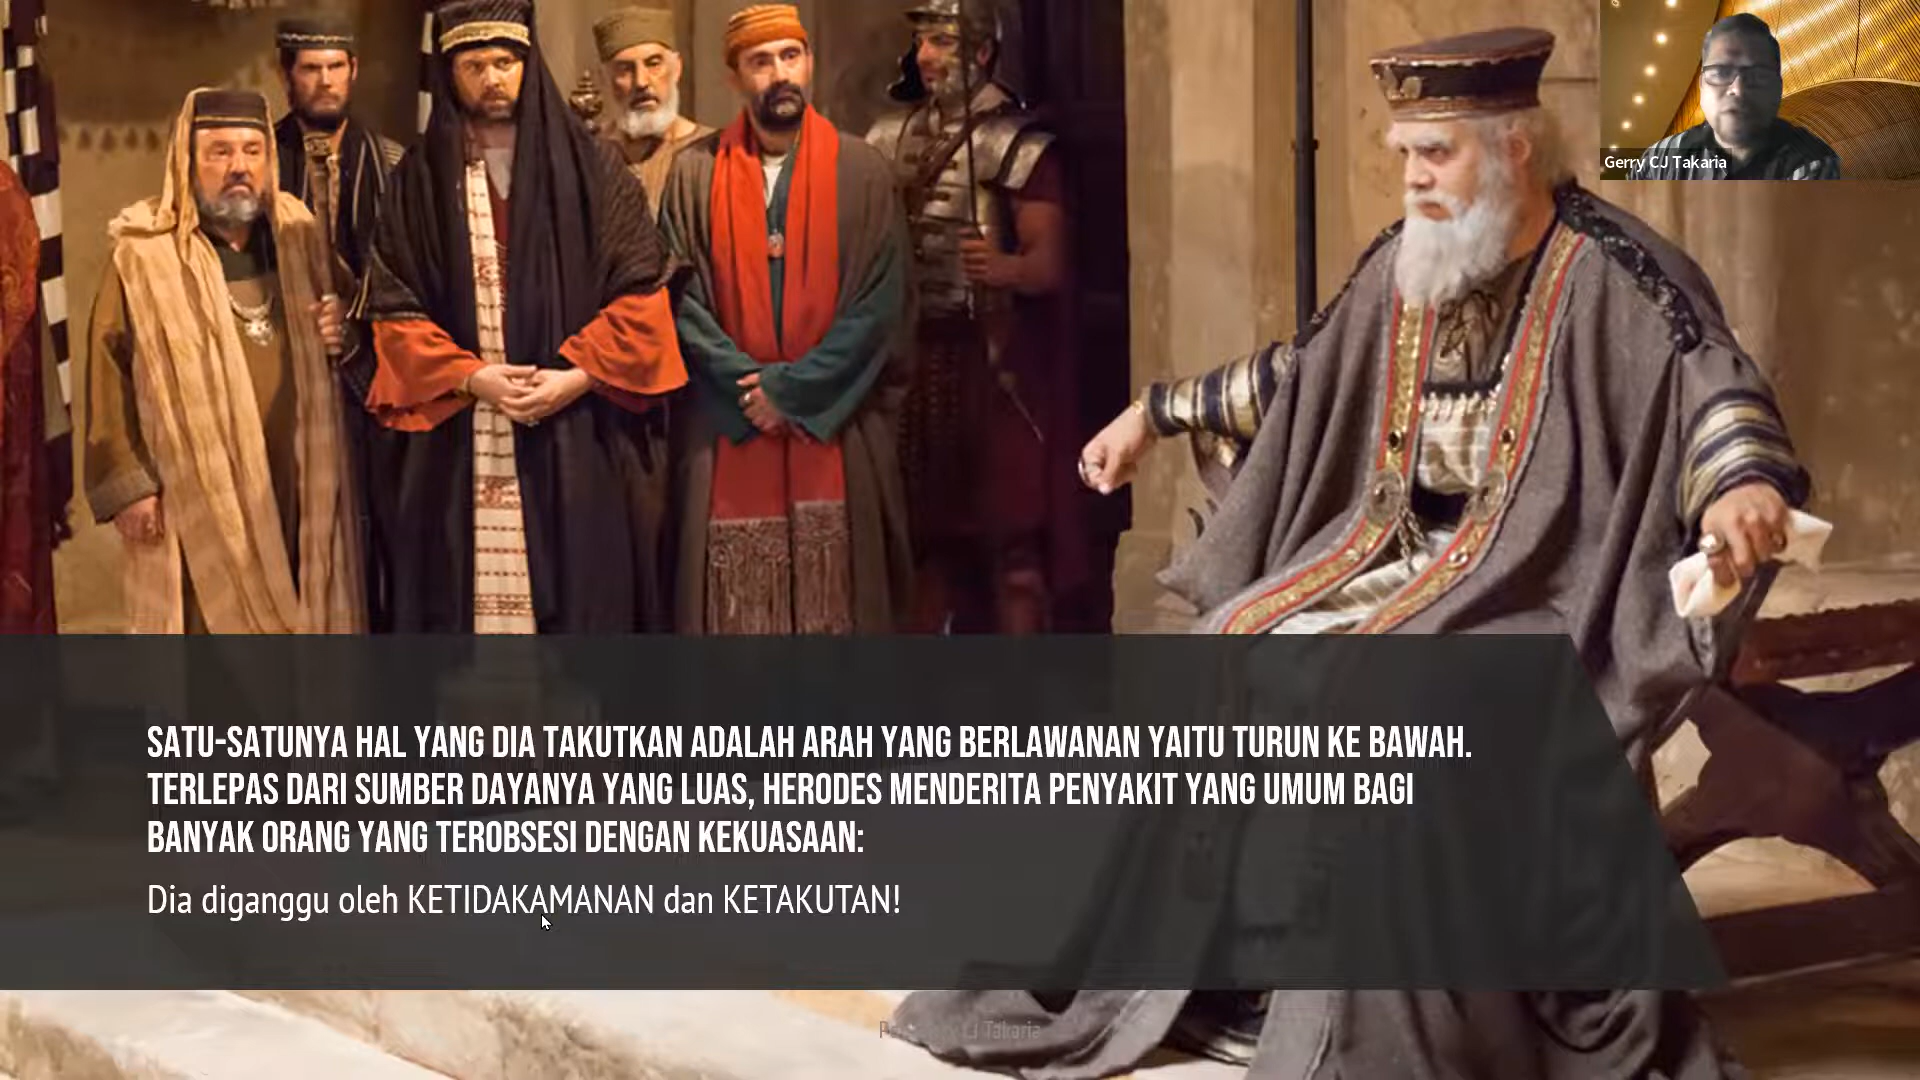 Gerry CJ Takaria
SATU-SATUNYA HAL YANG DIA TAKUTKAN ADALAH ARAH YANG BERLAWANAN YAITU TURUN KE BAWAH.
TERLEPAS DARI SUMBER DAYANYA YANG LUAS, HERODES MENDERITA PENYAKIT YANG UMUM BAGI
BANYAK ORANG YANG TEROBSESI DENGAN KEKUASAAN:
Dia diganggu oleh KETIDAKAMANAN dan KETAKUTAN!
CJ Takaria